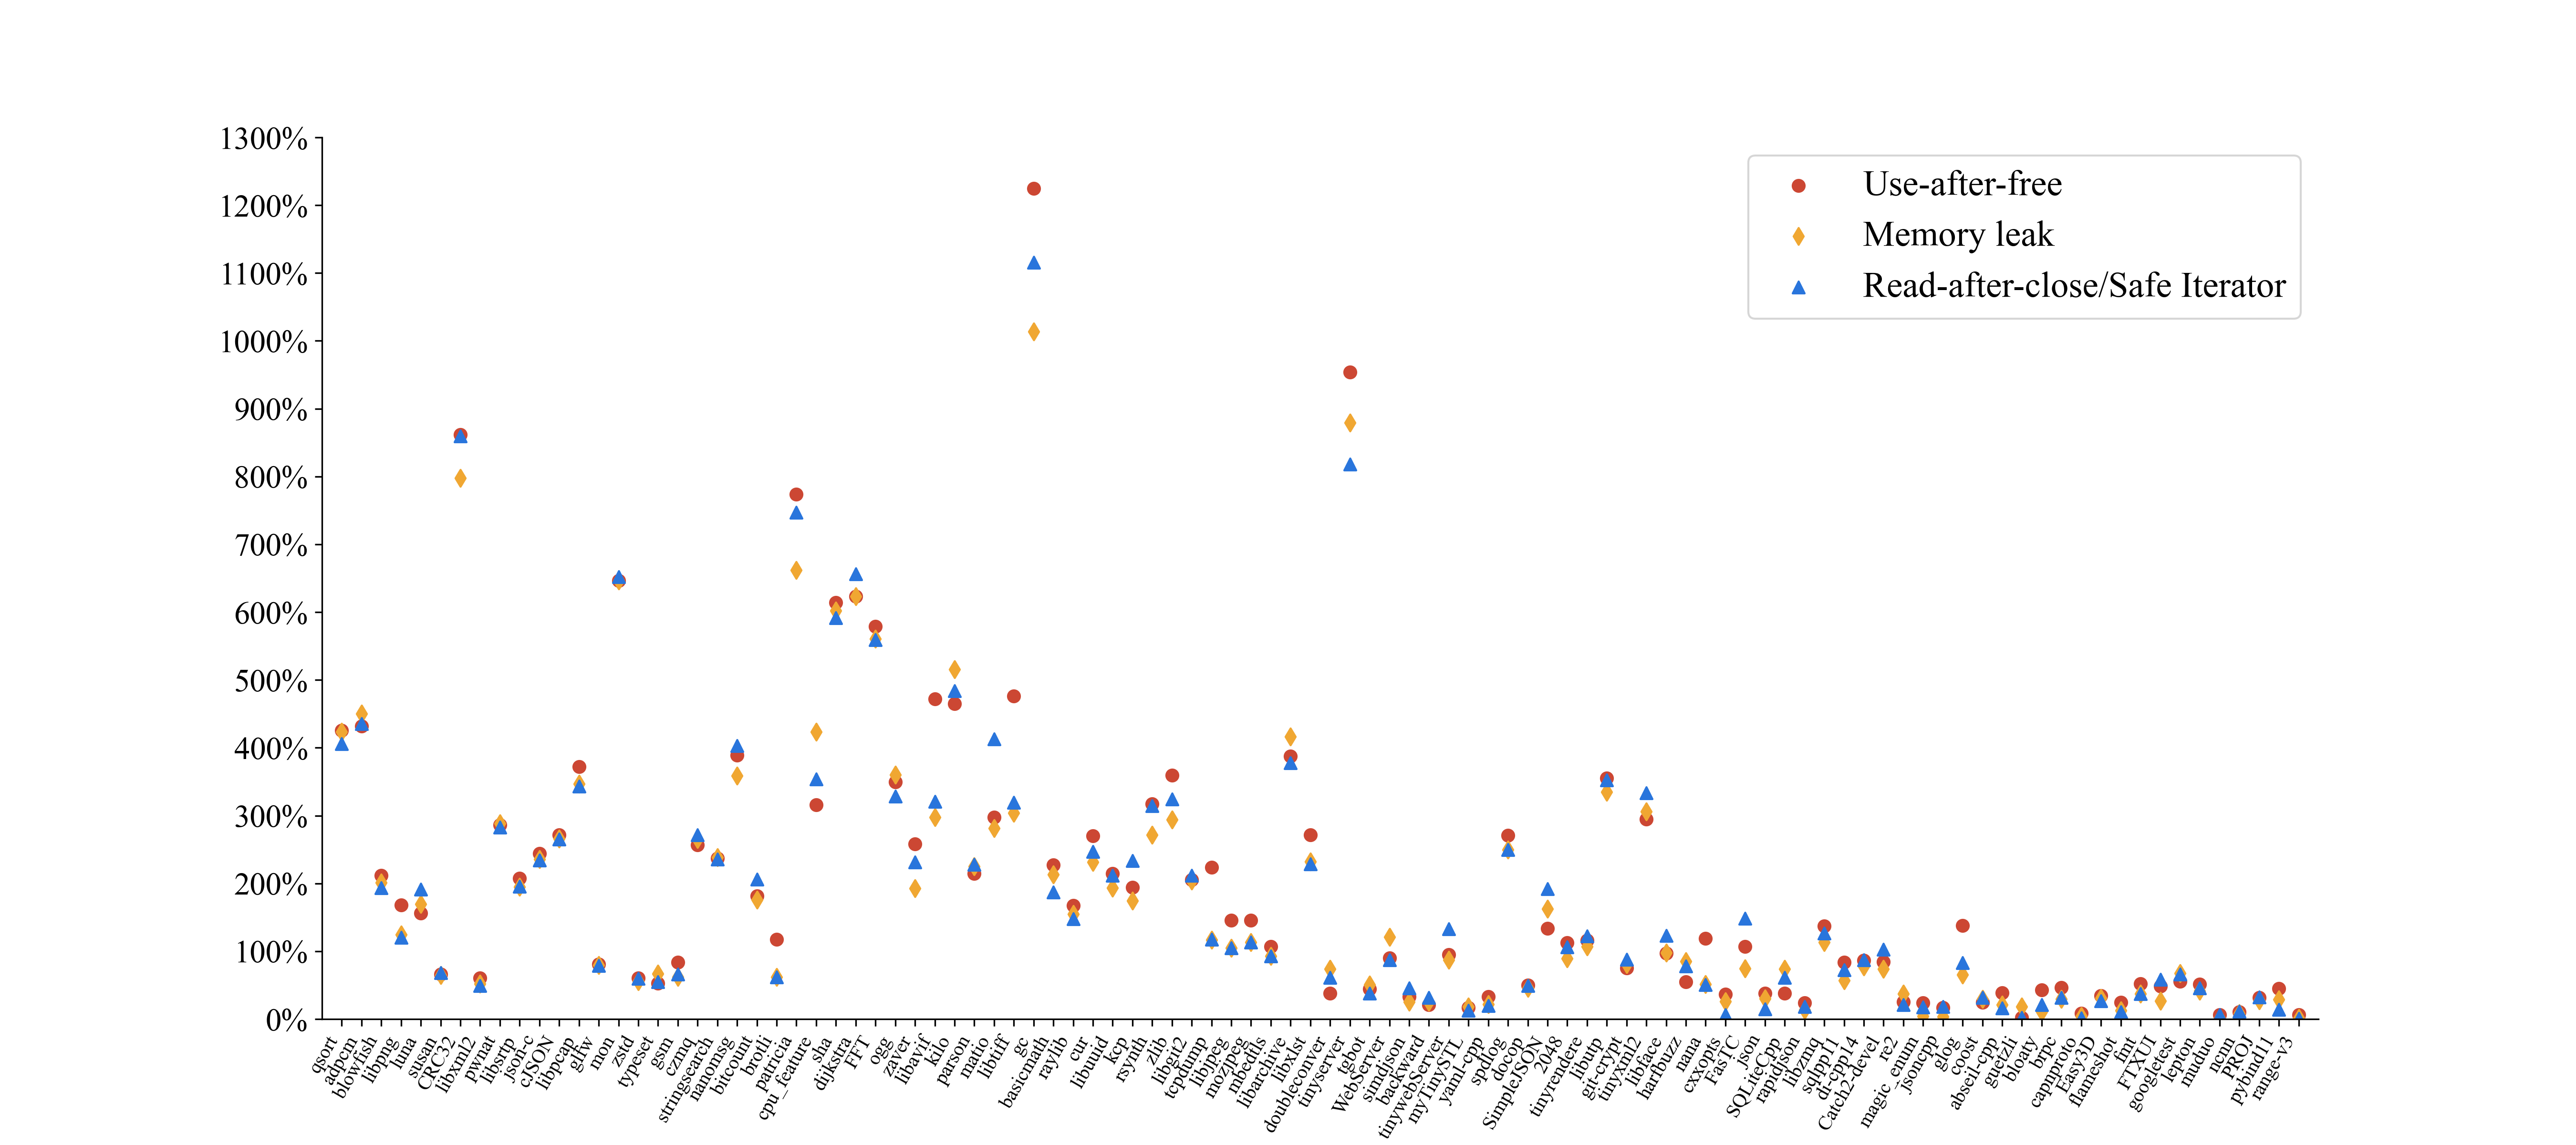 1300%
1200%
1100%
1000%
900%
800%
700%
600%
500%
400%
300%
200%
100%
0%
Use-after-free
Memory leak
Read-after-close/Safe Iterator
qsort
adpcm
blowfish
libpng
luna
susan
CRC32
libxml2
pwnat
libsrtp
json-c
cJSON
libpcap
glfw
mon
zstd
typeset
gsm
czmq
stringsearch
nanomsg
bitcount
brotli
patricia
cpu_feature
sha
dijkstra
FFT
ogg
zaver
libavif
kilo
parson
matio
libtiff
gc
basicmath
raylib
cur
libuuid
kcp
rsynth
zlib
libgit2
tcpdump
libjpeg
mozjpeg
mbedtls
libarchive
libxlst
doubleconver
tinyserver
tgbot
WebServer
simdjson
backward
tinywebServer
myTinySTL
yaml-cpp
spdlog
docop
SimpleJSON
2048
tinyrendere
libutp
git-crypt
tinyxml2
libface
harfbuzz
nana
cxxopts
FasTC
json
SQLiteCpp
rapidjson
libzmq
sqlpp11
di-cpp14
Catch2-devel
re2
magic_enum
jsoncpp
glog
coost
abseil-cpp
guetzli
bloaty
brpc
capnproto
Easy3D
flameshot
fmt
FTXUI
googletest
lepton
muduo
ncnn
PROJ
pybind11
range-v3